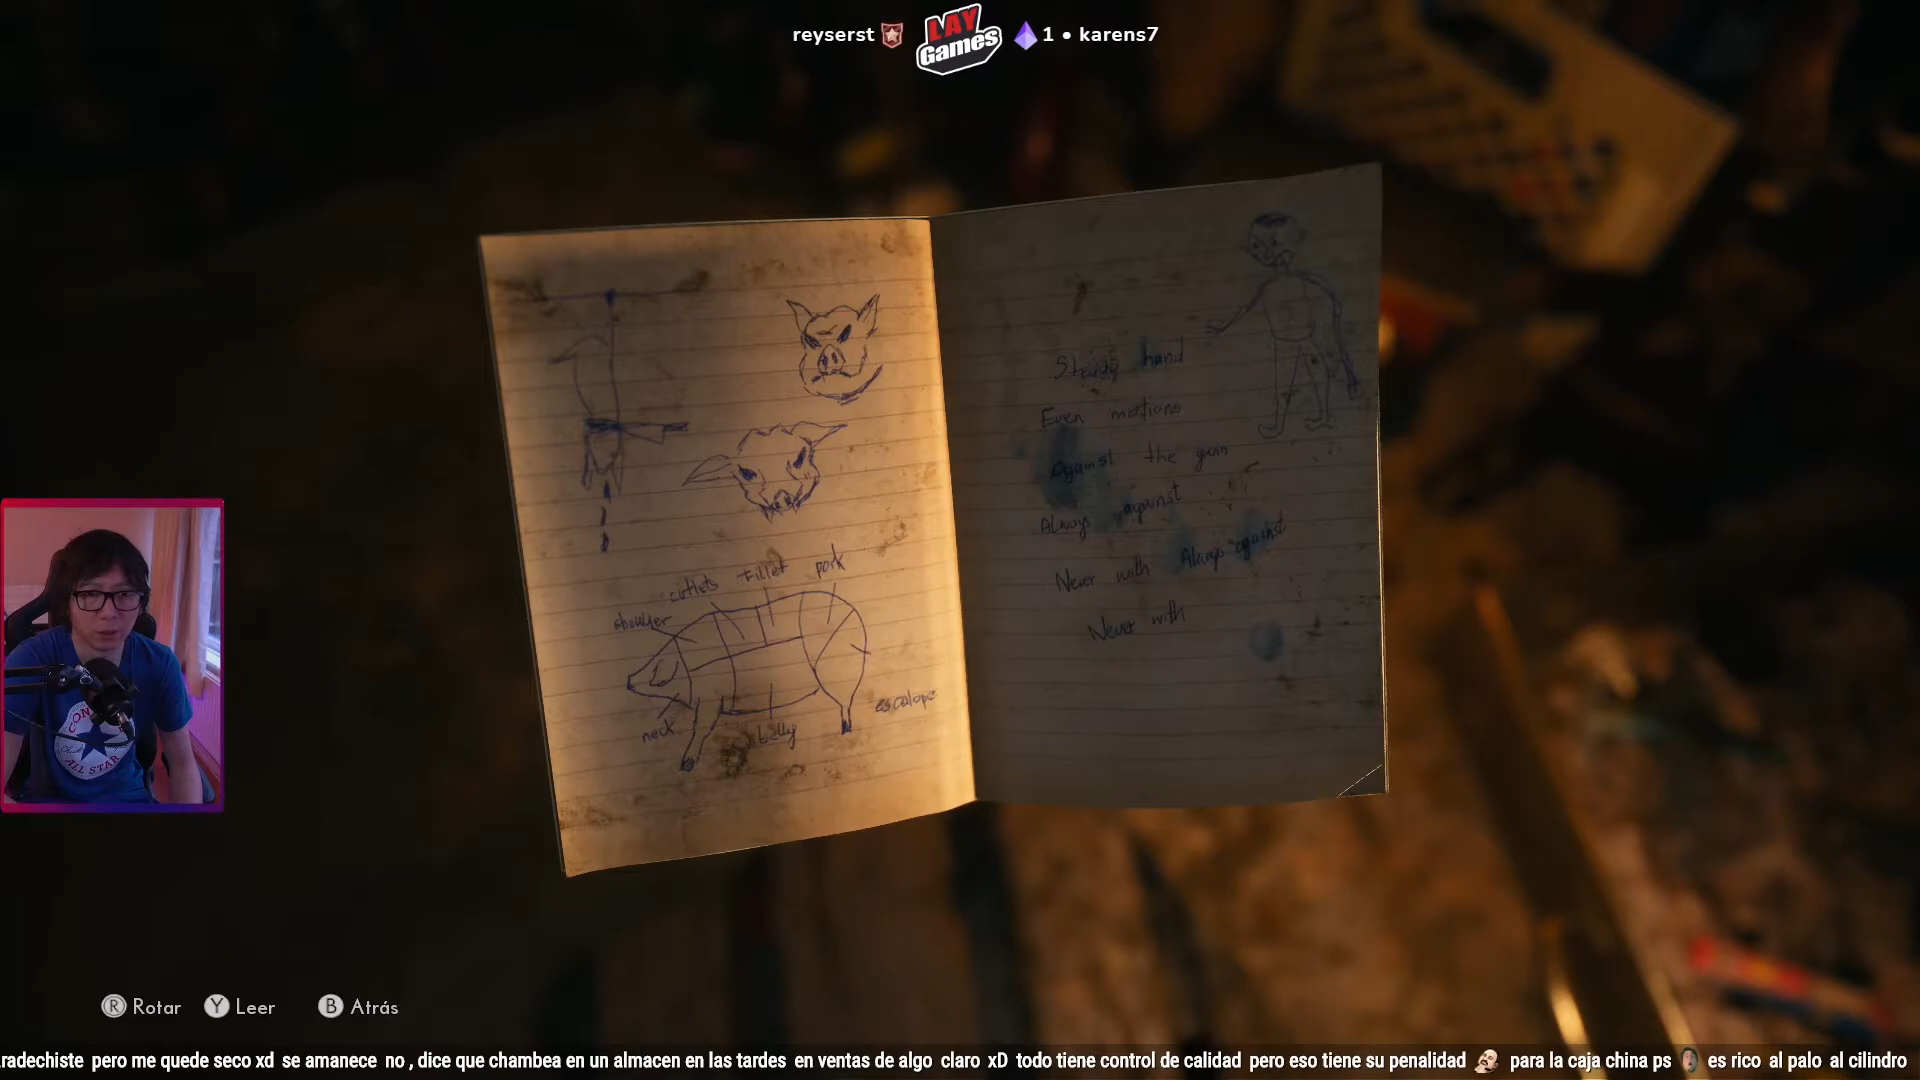 reyserst LAY Games 1 • karens7
cutlets Fillet pork
neck belly escalope
hand
Even motions
Against the
Always against
Never with Always against
Never with
CON
ALL STAR
R Rotar Y Leer B Atrás
radechiste pero me quede seco xd se amanece no , dice que chambea en un almacen en las tardes en ventas de algo claro xD todo tiene control de calidad pero eso tiene su penalidad para la caja china ps es rico al palo al cilindro